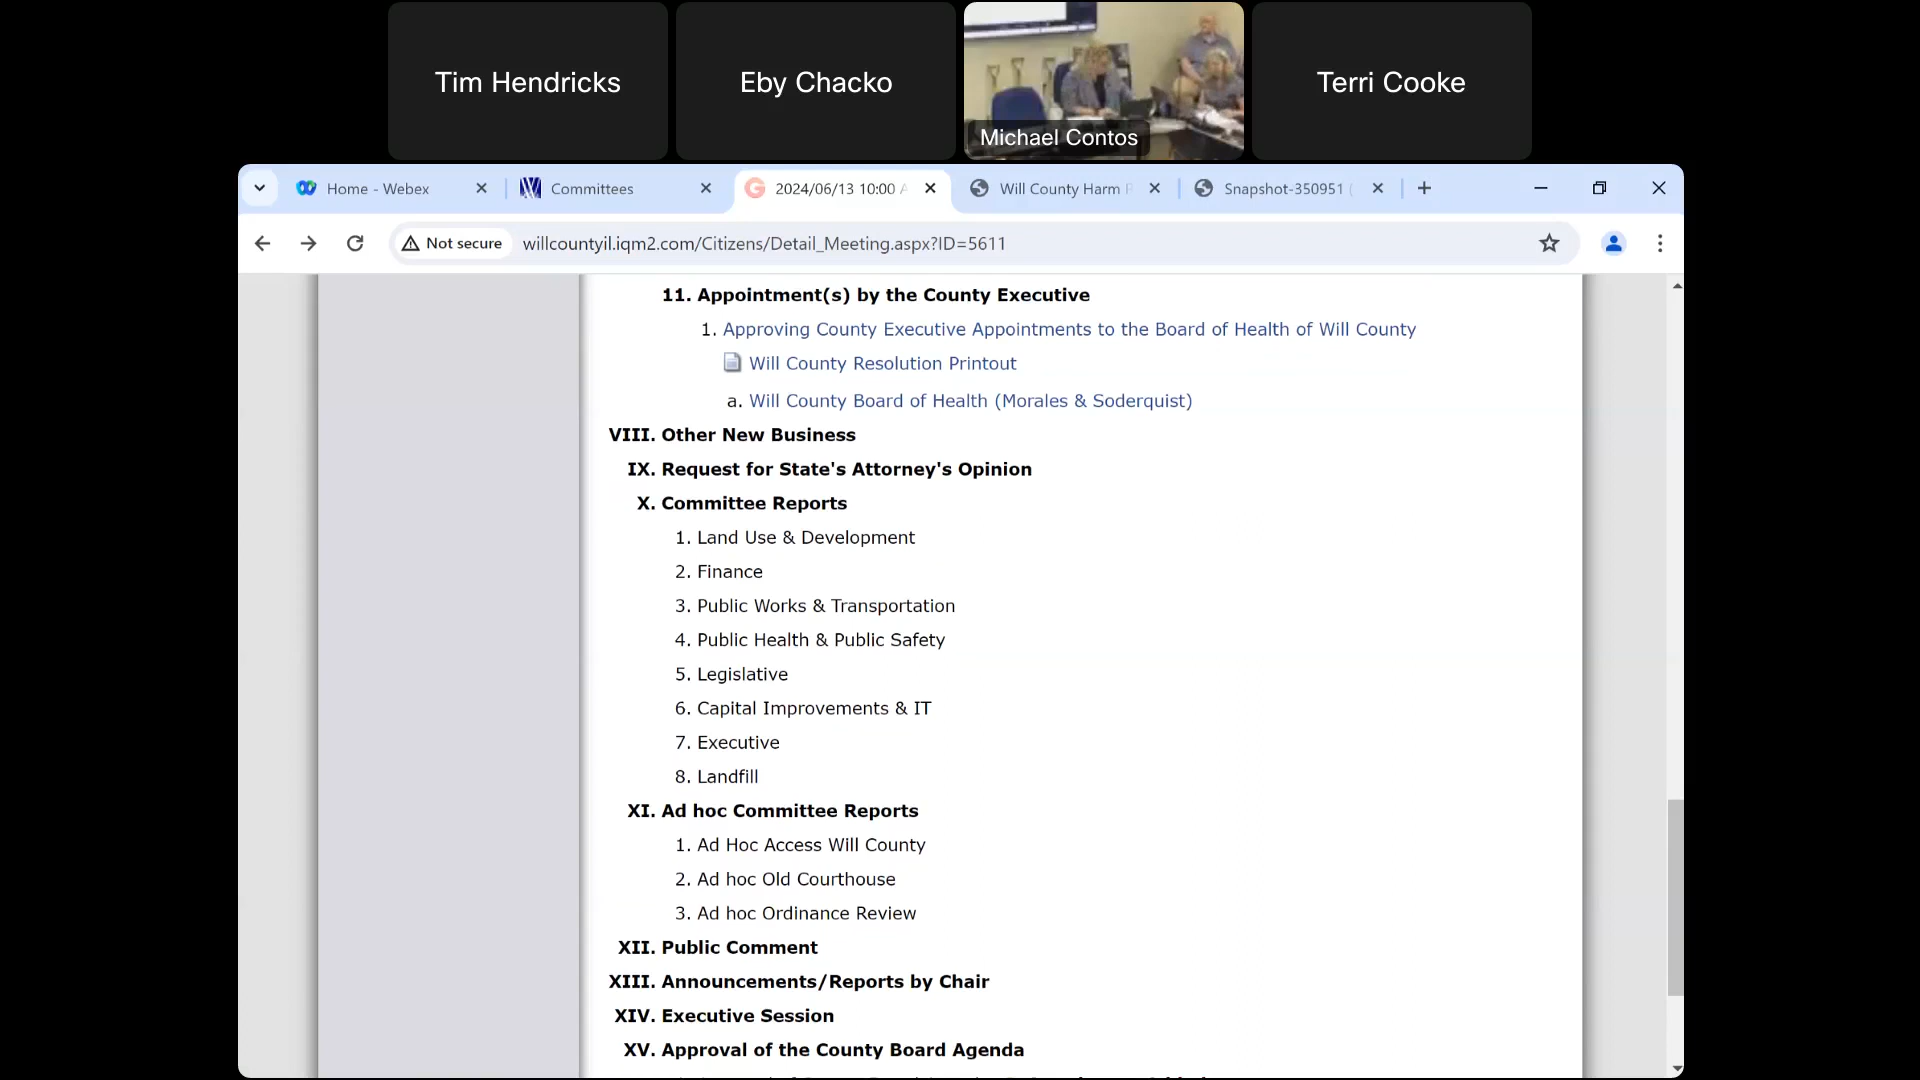 Tim Hendricks
Eby Chacko
Michael Contos
Terri Cooke
Home - Webex
Committees
2024/06/13 10:00
Will County Harm
Snapshot-350951
Not secure
willcountyil.iqm2.com/Citizens/Detail_Meeting.aspx?ID=5611
11. Appointment(s) by the County Executive
1. Approving County Executive Appointments to the Board of Health of Will County
Will County Resolution Printout
a. Will County Board of Health (Morales & Soderquist)
VIII. Other New Business
IX. Request for State's Attorney's Opinion
X. Committee Reports
1. Land Use & Development
2. Finance
3. Public Works & Transportation
4. Public Health & Public Safety
5. Legislative
6. Capital Improvements & IT
7. Executive
8. Landfill
XI. Ad hoc Committee Reports
1. Ad Hoc Access Will County
2. Ad hoc Old Courthouse
3. Ad hoc Ordinance Review
XII. Public Comment
XIII. Announcements/Reports by Chair
XIV. Executive Session
XV. Approval of the County Board Agenda